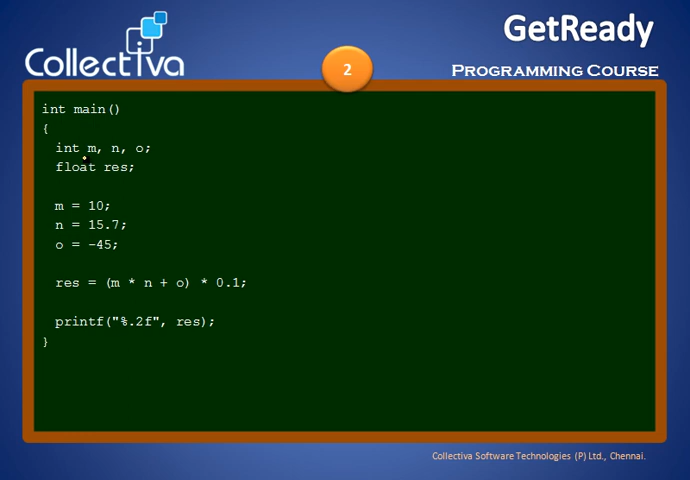 Collectiva
GetReady
2
PROGRAMMING COURSE
int main()
{
int m, n, o;
float res;
m = 10;
n = 15.7;
o = -45;
res = (m * n + o) * 0.1;
printf("%.2f", res);
}
Collectiva Software Technologies (P) Ltd., Chennai.